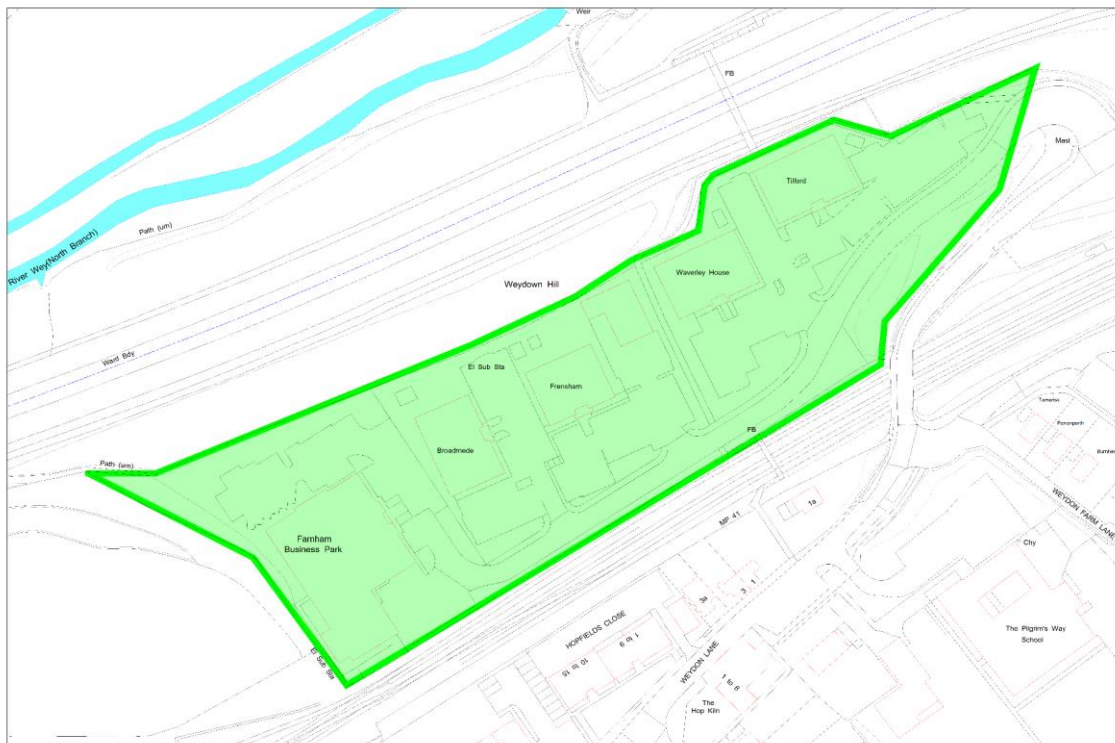 Weir
FB
Mast
Tilford
Path (um)
River Wey(North Branch)
Waverley House
Weydown Hill
Ward Bdy
El Sub Sta
Frensham
Broadmede
FB
Path (um)
Farnham
Business Park
MP 41
1a
WEYDON FARM LANE
Chy
3a
3
1
HOPFIELDS CLOSE
1 to 9
10 to 15
WEYDON LANE
The Pilgrim's Way
School
El Sub Sta
1 to 6
The
Hop Kiln